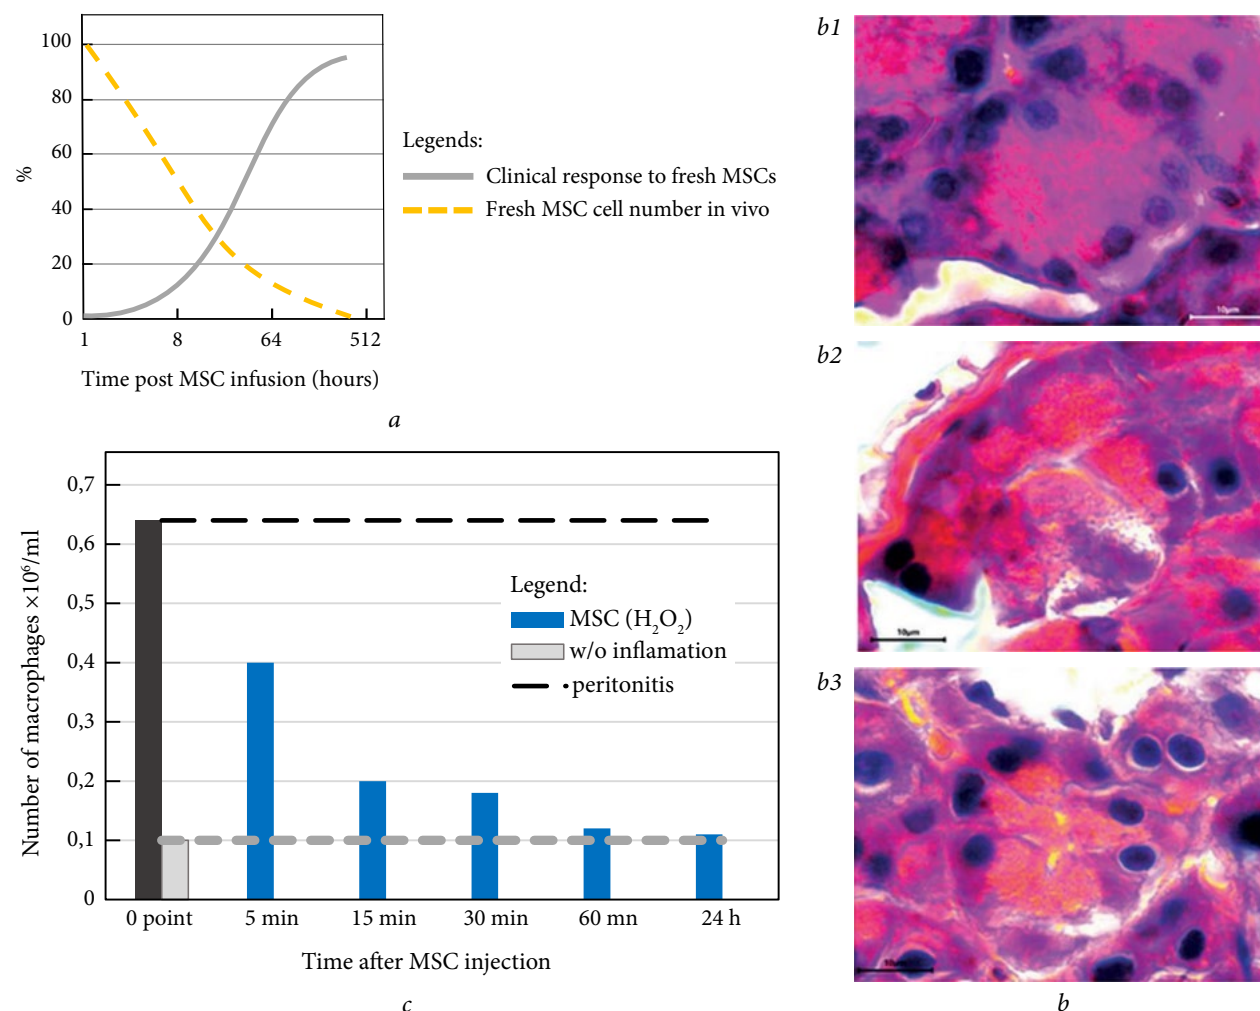 100
80
60
40
20
0
%
1 8 64 512
Time post MSC infusion (hours)
Legends:
Clinical response to fresh MSCs
Fresh MSC cell number in vivo
a
0,7
0,6
0,5
0,4
0,3
0,2
0,1
0
Number of macrophages ×10⁶/ml
Legend:
MSC (H₂O₂)
w/o inflamation
peritonitis
0 point 5 min 15 min 30 min 60 mn 24 h
Time after MSC injection
c
b1
10μm
b2
10μm
b3
10μm
b